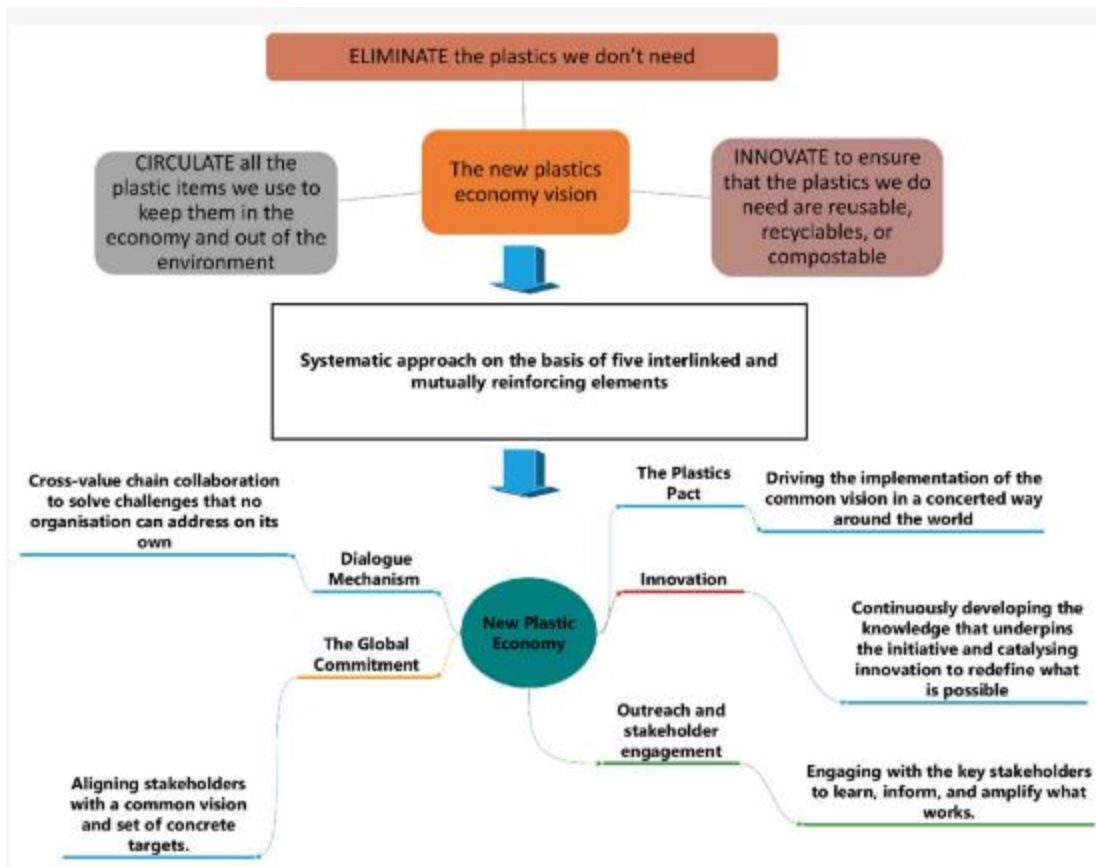 ELIMINATE the plastics we don't need
CIRCULATE all the
plastic items we use to
keep them in the
economy and out of the
environment
The new plastics
economy vision
INNOVATE to ensure
that the plastics we do
need are reusable,
recyclables, or
compostable
Systematic approach on the basis of five interlinked and
mutually reinforcing elements
Cross-value chain collaboration
to solve challenges that no
organisation can address on its
own
Dialogue
Mechanism
The Global
Commitment
Aligning stakeholders
with a common vision
and set of concrete
targets.
New Plastic
Economy
The Plastics
Pact
Driving the implementation of the
common vision in a concerted way
around the world
Innovation
Continuously developing the
knowledge that underpins
the initiative and catalysing
innovation to redefine what
is possible
Outreach and
stakeholder
engagement
Engaging with the key stakeholders
to learn, inform, and amplify what
works.